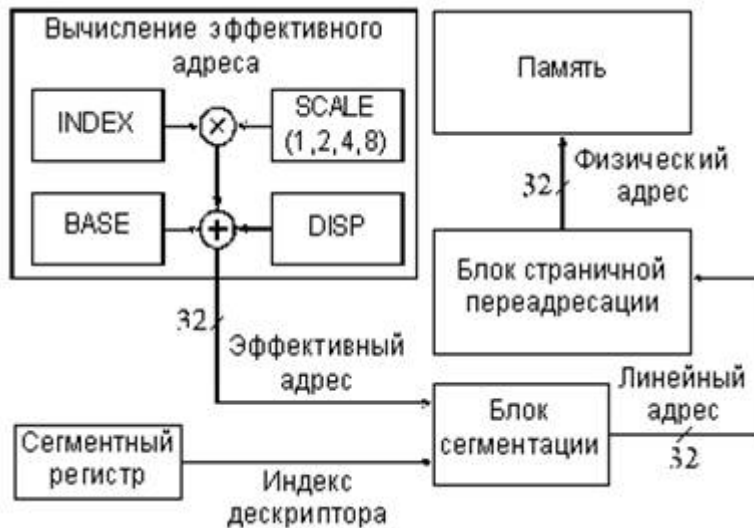 Вычисление эффективного
адреса
INDEX
×
SCALE
(1,2,4,8)
BASE
+
DISP
32
Эффективный
адрес
Сегментный
регистр
Индекс
дескриптора
Блок
сегментации
Линейный
адрес
32
Блок страничной
переадресации
32
Физический
адрес
Память